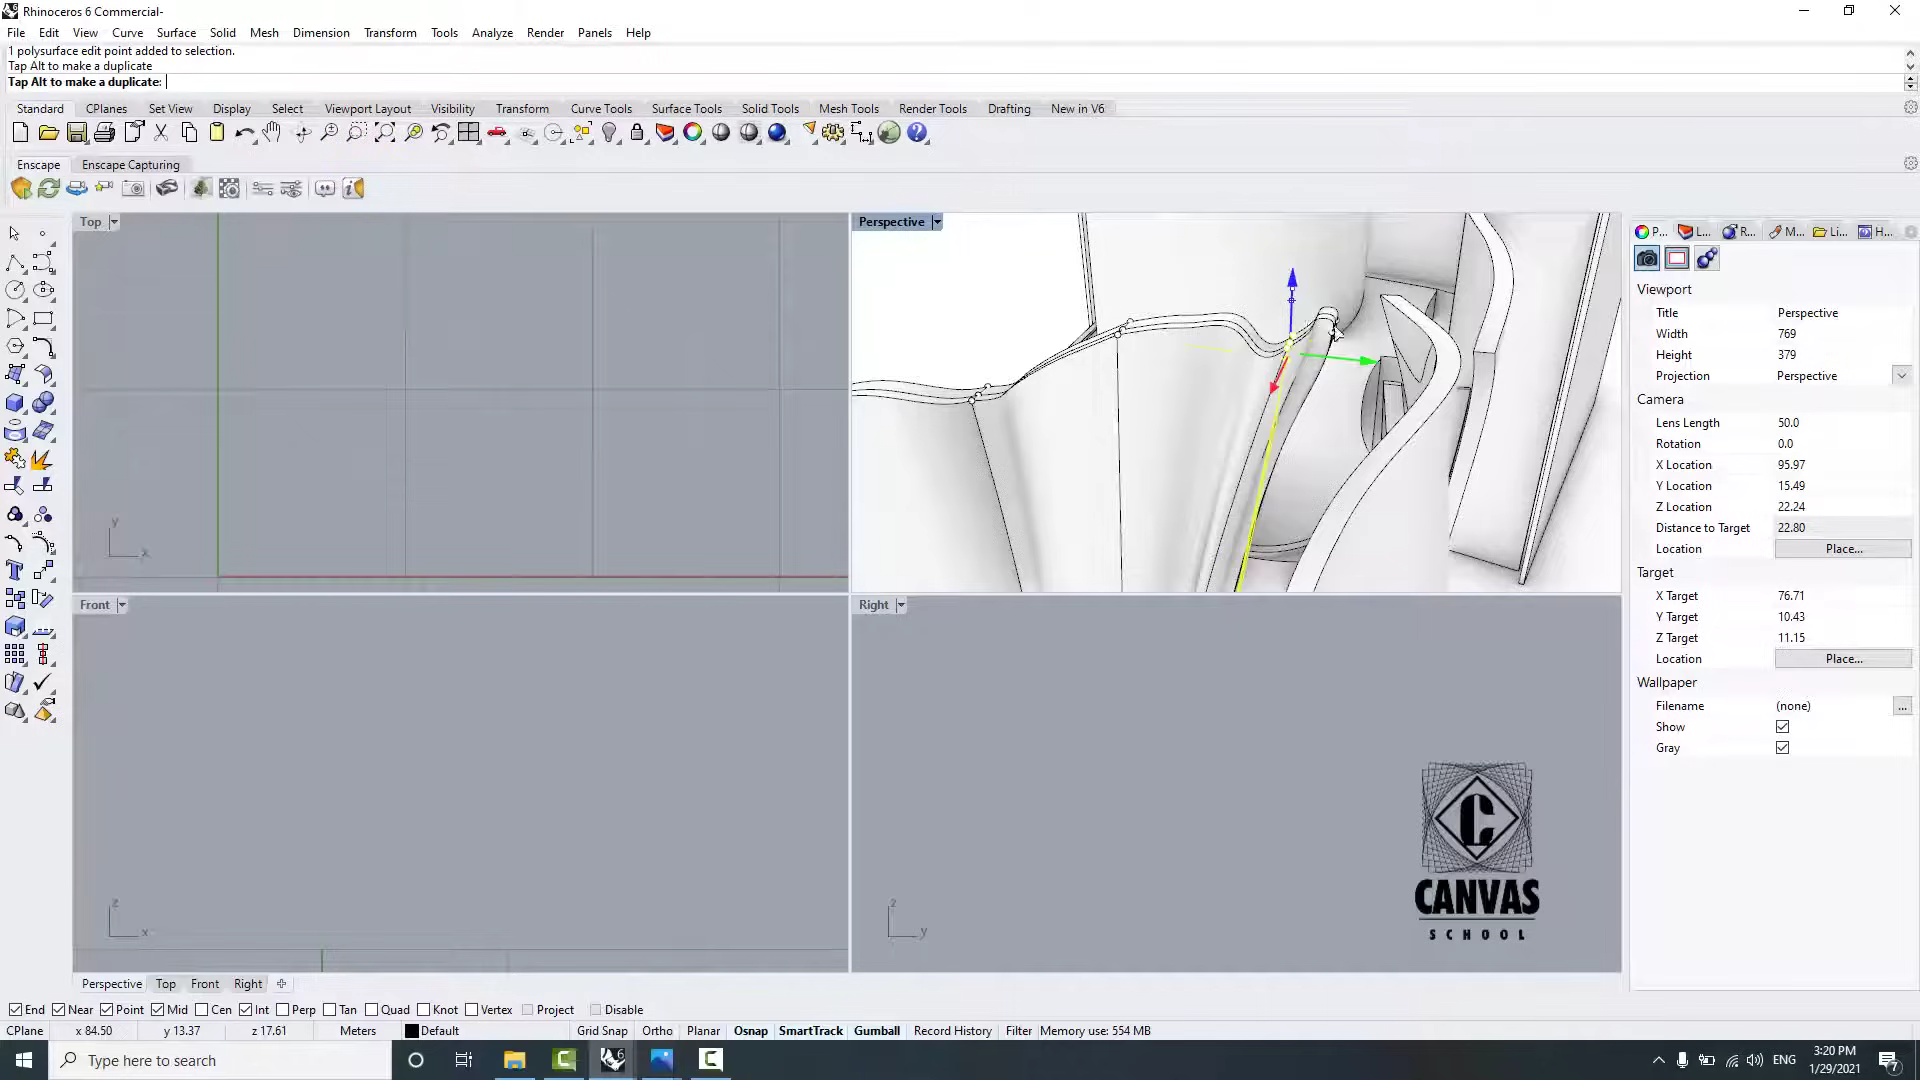 Rhinoceros 6 Commercial-
File Edit View Curve Surface Solid Mesh Dimension Transform Tools Analyze Render Panels Help
1 polysurface edit point added to selection.
Tap Alt to make a duplicate
Tap Alt to make a duplicate:
Standard CPlanes Set View Display Select Viewport Layout Visibility Transform Curve Tools Surface Tools Solid Tools Mesh Tools Render Tools Drafting New in V6
Enscape Enscape Capturing
Top
Perspective
P... L... R... M... Li... H...
Viewport
Title Perspective
Width 769
Height 379
Projection Perspective
Camera
Lens Length 50.0
Rotation 0.0
X Location 95.97
Y Location 15.49
Z Location 22.24
Distance to Target 22.80
Location Place...
Target
X Target 76.71
Y Target 10.43
Z Target 11.15
Location Place...
Wallpaper
Filename (none) ...
Show
Gray
y
x
Front
Right
z
x
z
y
CANVAS
SCHOOL
Perspective Top Front Right
End Near Point Mid Cen Int Perp Tan Quad Knot Vertex Project Disable
CPlane x 84.50 y 13.37 z 17.61 Meters Default Grid Snap Ortho Planar Osnap SmartTrack Gumball Record History Filter Memory use: 554 MB
Type here to search
ENG
3:20 PM
1/29/2021
7